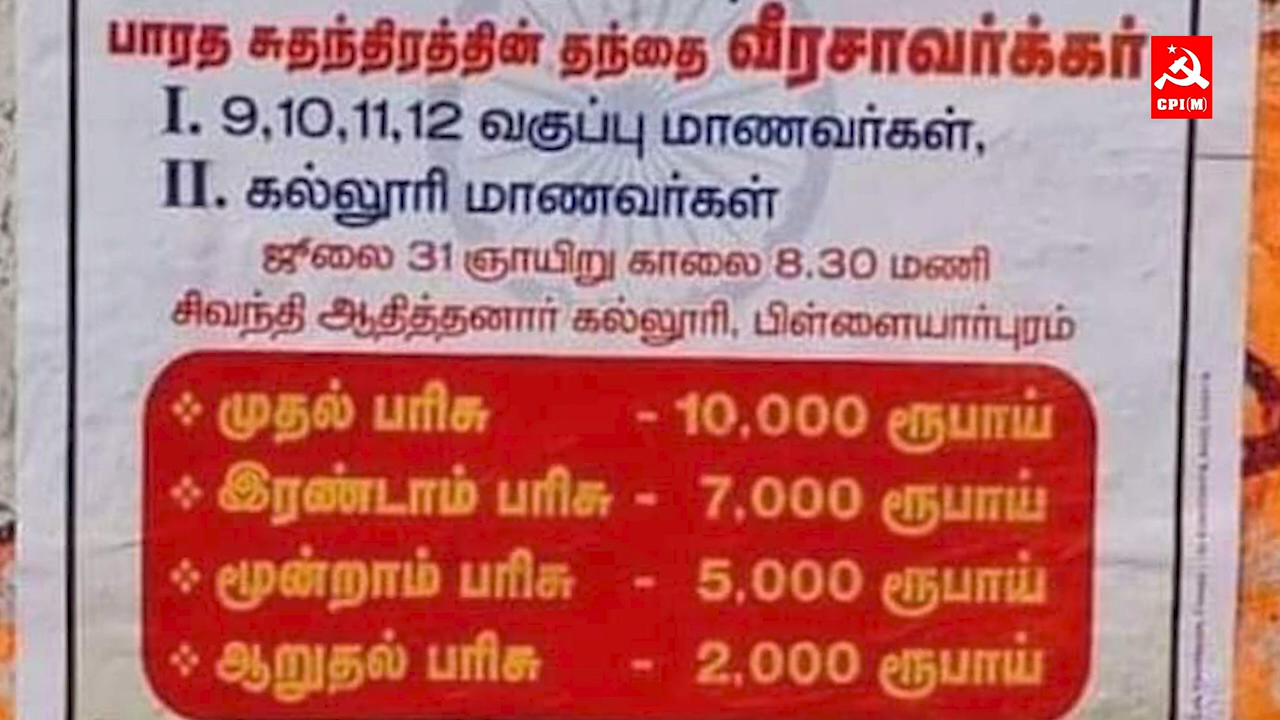 பாரத சுதந்திரத்தின் தந்தை வீரசாவர்க்கர்
CPI(M)
I. 9,10,11,12 வகுப்பு மாணவர்கள்,
II. கல்லூரி மாணவர்கள்
ஜூலை 31 ஞாயிறு காலை 8.30 மணி
சிவந்தி ஆதித்தனார் கல்லூரி, பிள்ளையார்புரம்
முதல் பரிசு - 10,000 ரூபாய்
இரண்டாம் பரிசு - 7,000 ரூபாய்
மூன்றாம் பரிசு - 5,000 ரூபாய்
ஆறுதல் பரிசு - 2,000 ரூபாய்